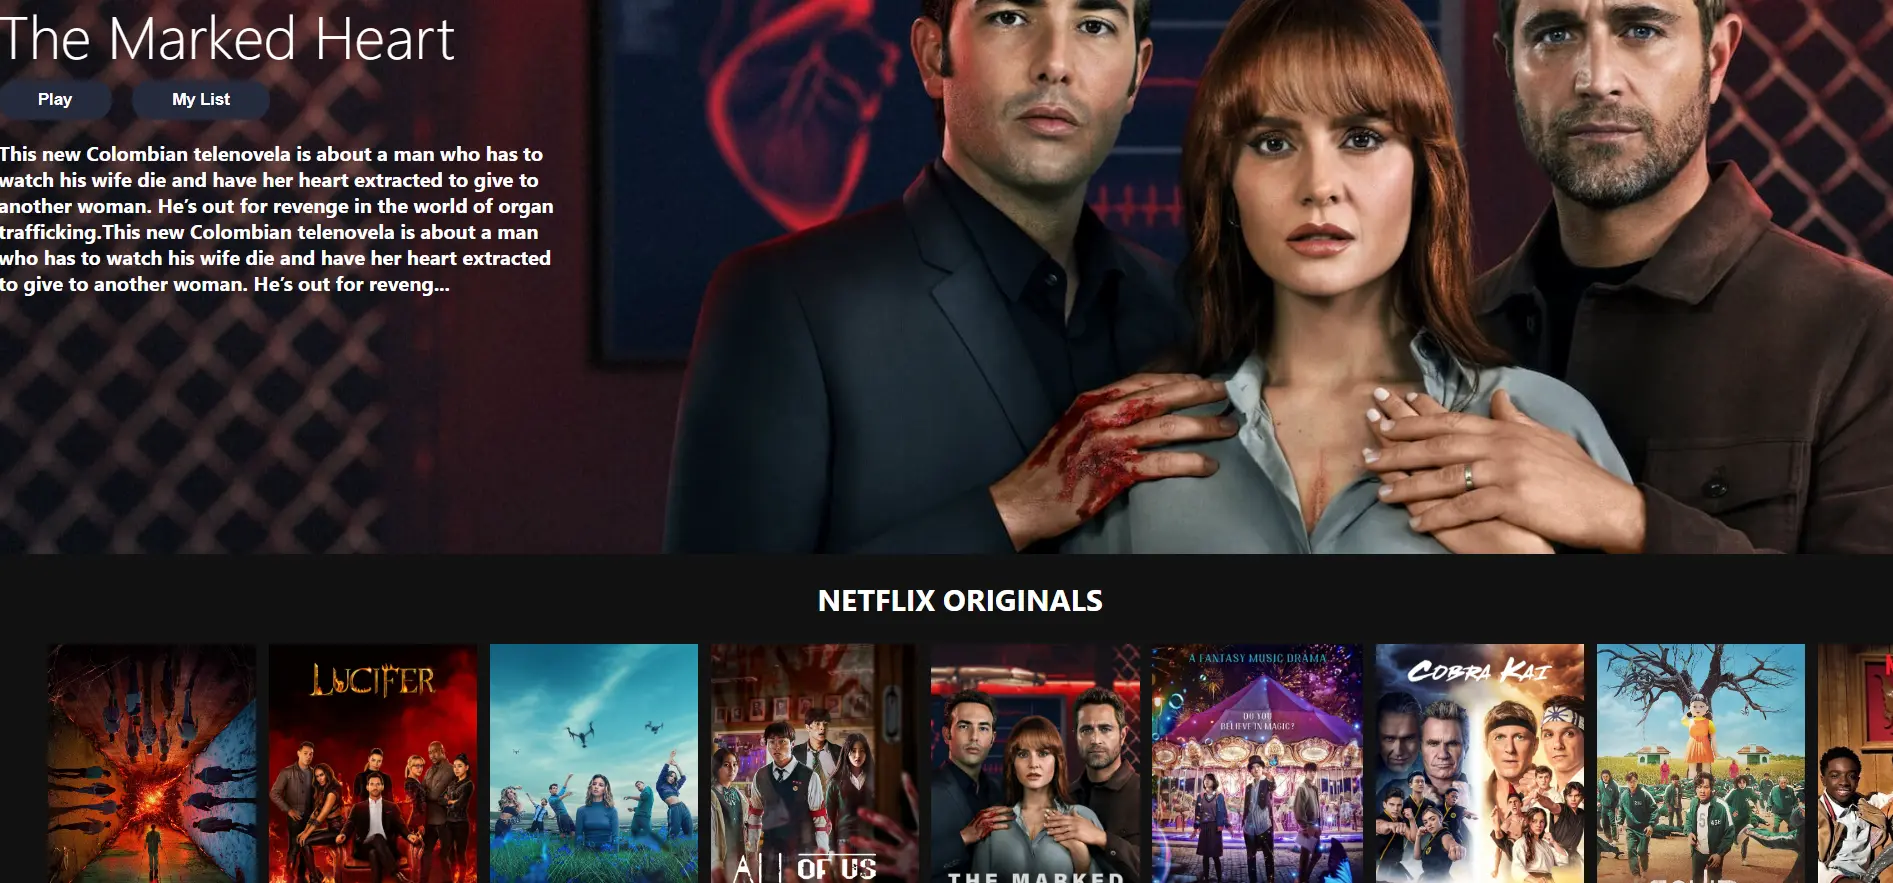 The Marked Heart
Play
My List
This new Colombian telenovela is about a man who has to
watch his wife die and have her heart extracted to give to
another woman. He’s out for revenge in the world of organ
trafficking.This new Colombian telenovela is about a man
who has to watch his wife die and have her heart extracted
to give to another woman. He’s out for reveng...
NETFLIX ORIGINALS
LUCIFER
ALL OF US
THE MARKED
A FANTASY MUSIC DRAMA
DO YOU
BELIEVE IN MAGIC?
COBRA KAI